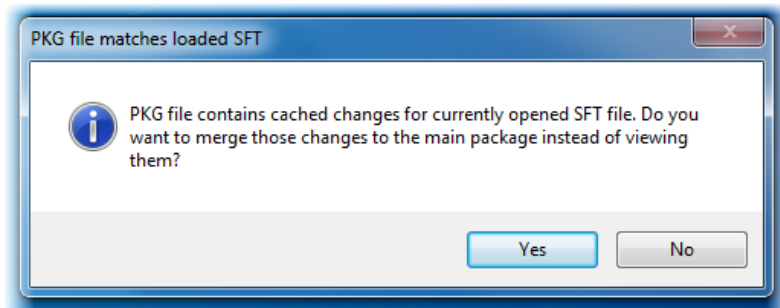 PKG file matches loaded SFT
PKG file contains cached changes for currently opened SFT file. Do you
want to merge those changes to the main package instead of viewing
them?
Yes
No